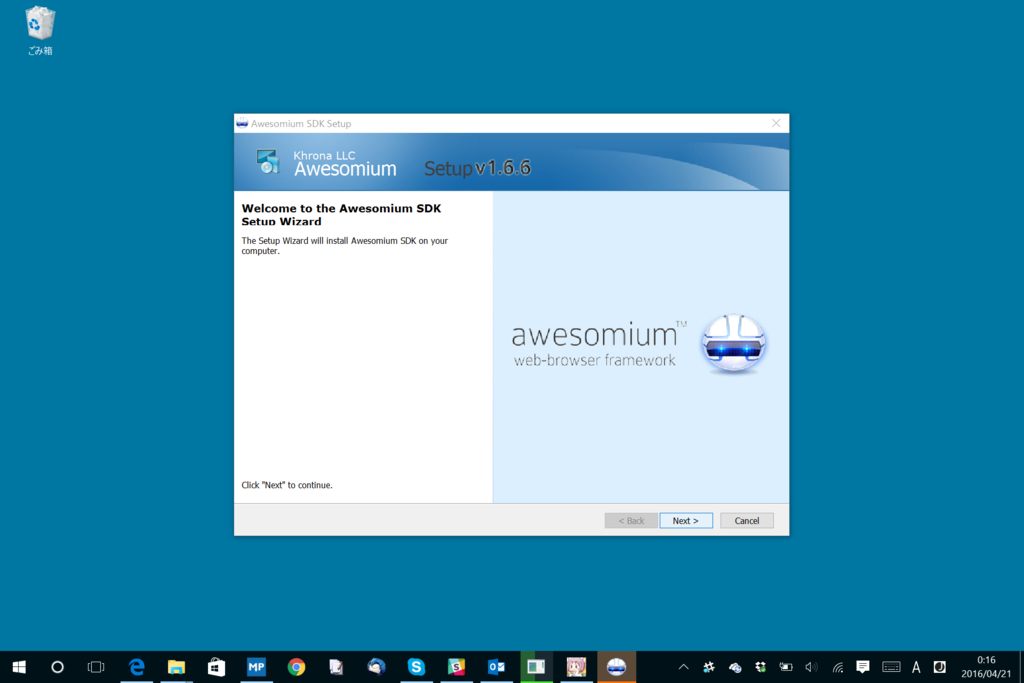 ごみ箱
Awesomium SDK Setup
Khrona LLC
Awesomium
Setup v1.6.6
Welcome to the Awesomium SDK
Setup Wizard
The Setup Wizard will install Awesomium SDK on your
computer.
awesomium™
web-browser framework
Click "Next" to continue.
< Back
Next >
Cancel
MP
A
0:16
2016/04/21